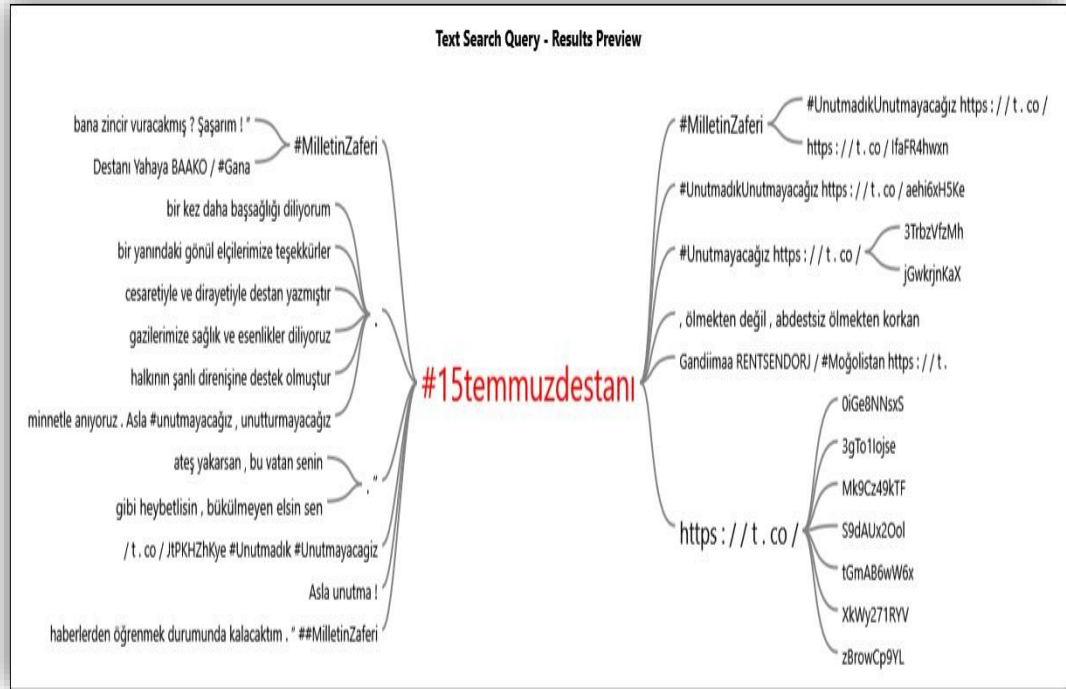 Text Search Query - Results Preview
bana zincir vuracakmış ? Şaşarım ! "
Destanı Yahaya BAAKO / #Gana
#MilletinZaferi
bir kez daha başsağlığı diliyorum
bir yanındaki gönül elçilerimize teşekkürler
cesaretiyle ve dirayetiyle destan yazmıştır
gazilerimize sağlık ve esenlikler diliyoruz
halkının şanlı direnişine destek olmuştur
minnetle anıyoruz . Asla #unutmayacağız , unutturmayacağız
.
ateş yakarsan , bu vatan senin
gibi heybetlisin , bükülmeyen elsin sen
. "
/ t . co / JtPKHZhKye #Unutmadık #Unutmayacagiz
Asla unutma !
haberlerden öğrenmek durumunda kalacaktım . " ##MilletinZaferi
#15temmuzdestanı
#MilletinZaferi
#UnutmadıkUnutmayacağız https : / / t . co /
https : / / t . co / IfaFR4hwxn
#UnutmadıkUnutmayacağız https : / / t . co / aehi6xH5Ke
#Unutmayacağız https : / / t . co /
3TrbzVfzMh
jGwkrjnKaX
, ölmekten değil , abdestsiz ölmekten korkan
Gandiimaa RENTSENDORJ / #Moğolistan https : / / t .
https : / / t . co /
0iGe8NNsxS
3gTo1Iojse
Mk9Cz49kTF
S9dAUx2Ool
tGmAB6wW6x
XkWy271RYV
zBrowCp9YL